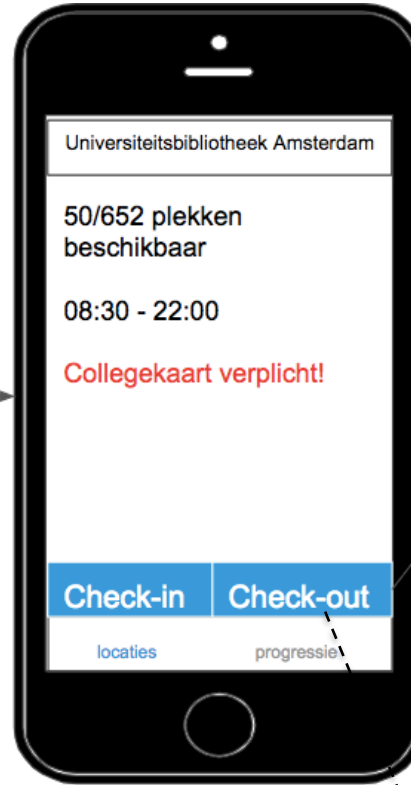 Universiteitsbibliotheek Amsterdam
50/652 plekken
beschikbaar
08:30 - 22:00
Collegekaart verplicht!
Check-in Check-out
locaties progressie